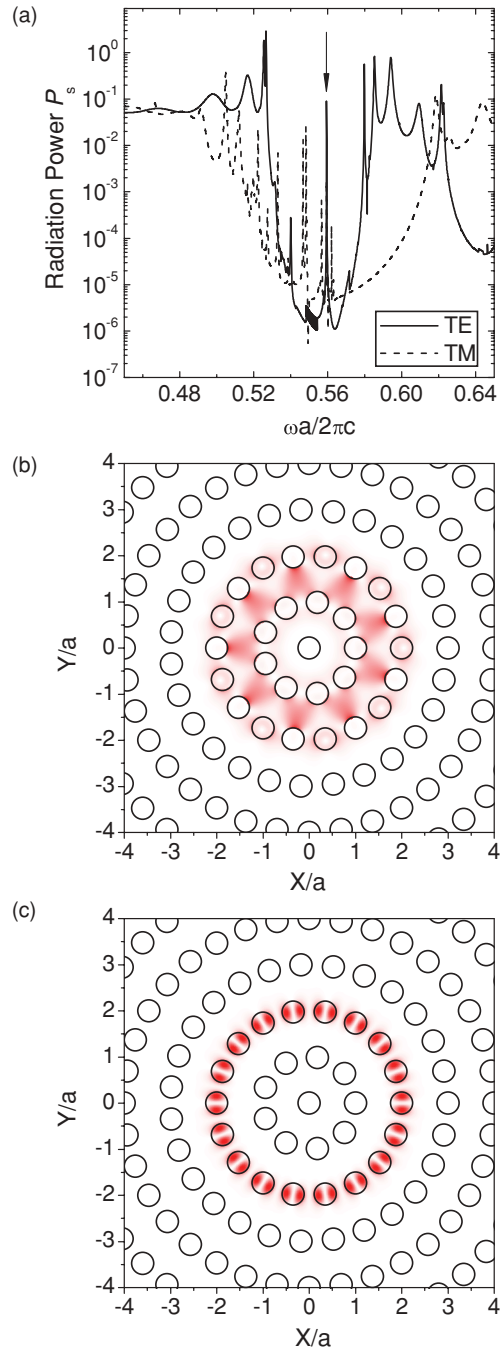 (a)
10^0
10^-1
10^-2
10^-3
10^-4
10^-5
10^-6
10^-7
Radiation Power P_s
TE
TM
0.48 0.52 0.56 0.60 0.64
ωa/2πc
(b)
4
3
2
1
0
-1
-2
-3
-4
Y/a
-4 -3 -2 -1 0 1 2 3 4
X/a
(c)
4
3
2
1
0
-1
-2
-3
-4
Y/a
-4 -3 -2 -1 0 1 2 3 4
X/a